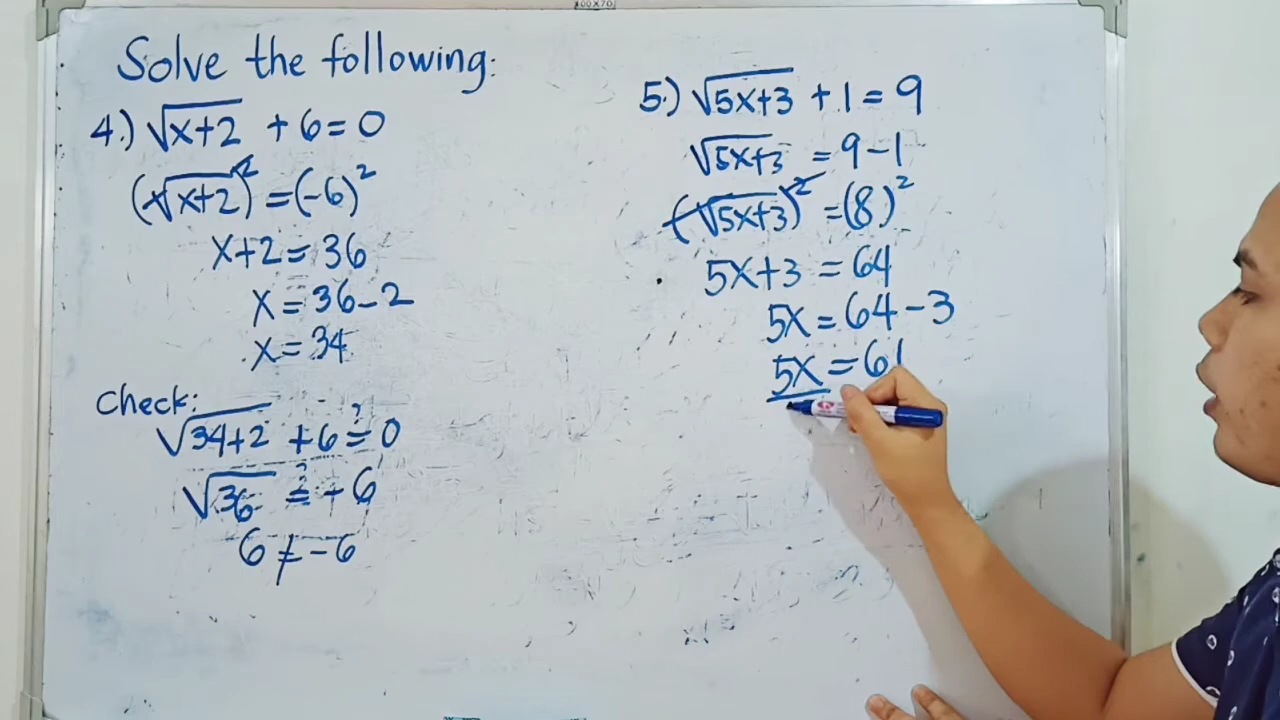 Solve the following:
4.) √x+2 + 6 = 0
(√x+2)² = (-6)²
x+2 = 36
x = 36-2
x = 34
Check:
√34+2 + 6 ≟ 0
√36 ≟ - 6
6 ≠ -6
5.) √5x+3 + 1 = 9
√5x+3 = 9-1
(√5x+3)² = (8)²
5x+3 = 64
5x = 64-3
5x = 61